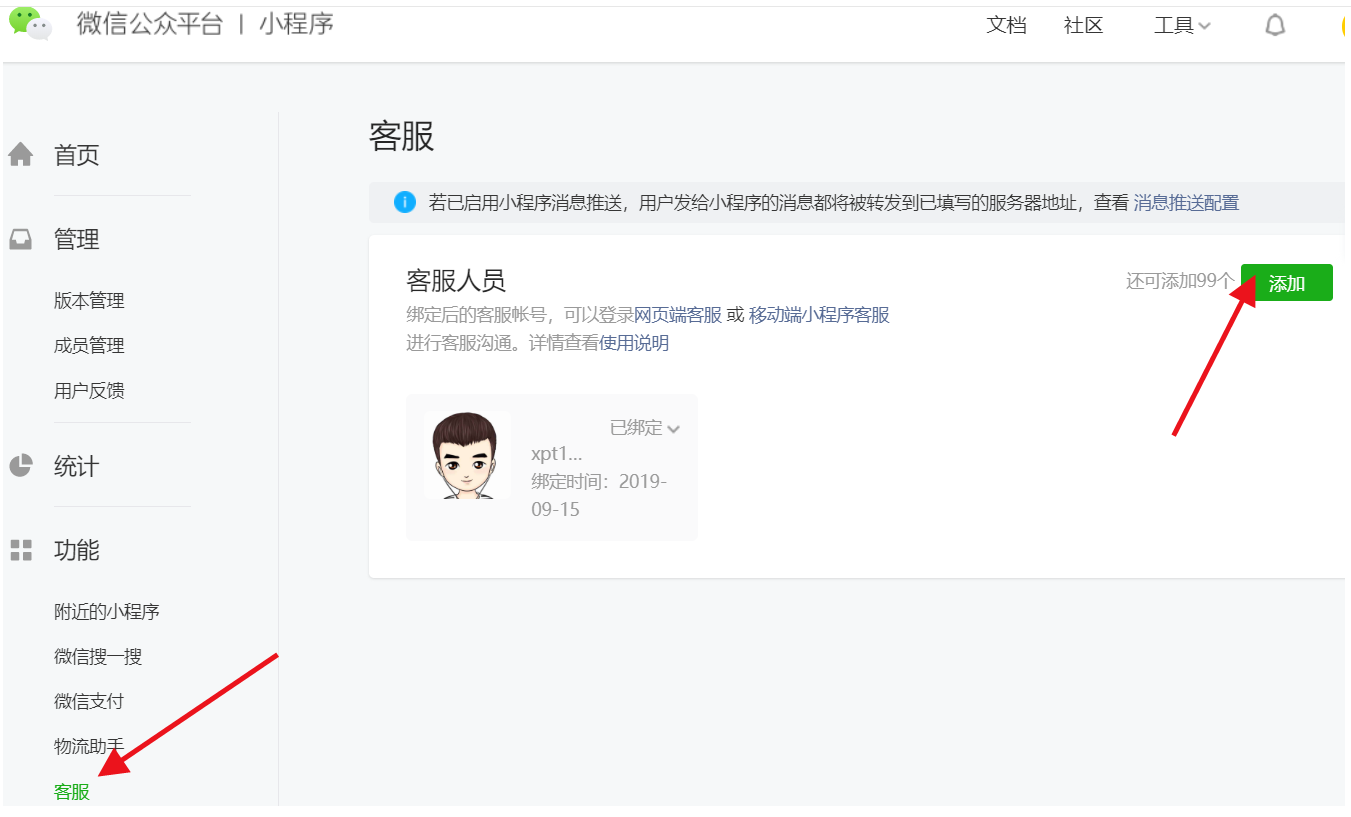 微信公众平台 | 小程序
文档 社区 工具
首页
管理
版本管理
成员管理
用户反馈
统计
功能
附近的小程序
微信搜一搜
微信支付
物流助手
客服
客服
若已启用小程序消息推送，用户发给小程序的消息都将被转发到已填写的服务器地址，查看 消息推送配置
客服人员
还可添加99个 添加
绑定后的客服帐号，可以登录网页端客服 或 移动端小程序客服
进行客服沟通。详情查看使用说明
已绑定
xpt1...
绑定时间：2019-
09-15